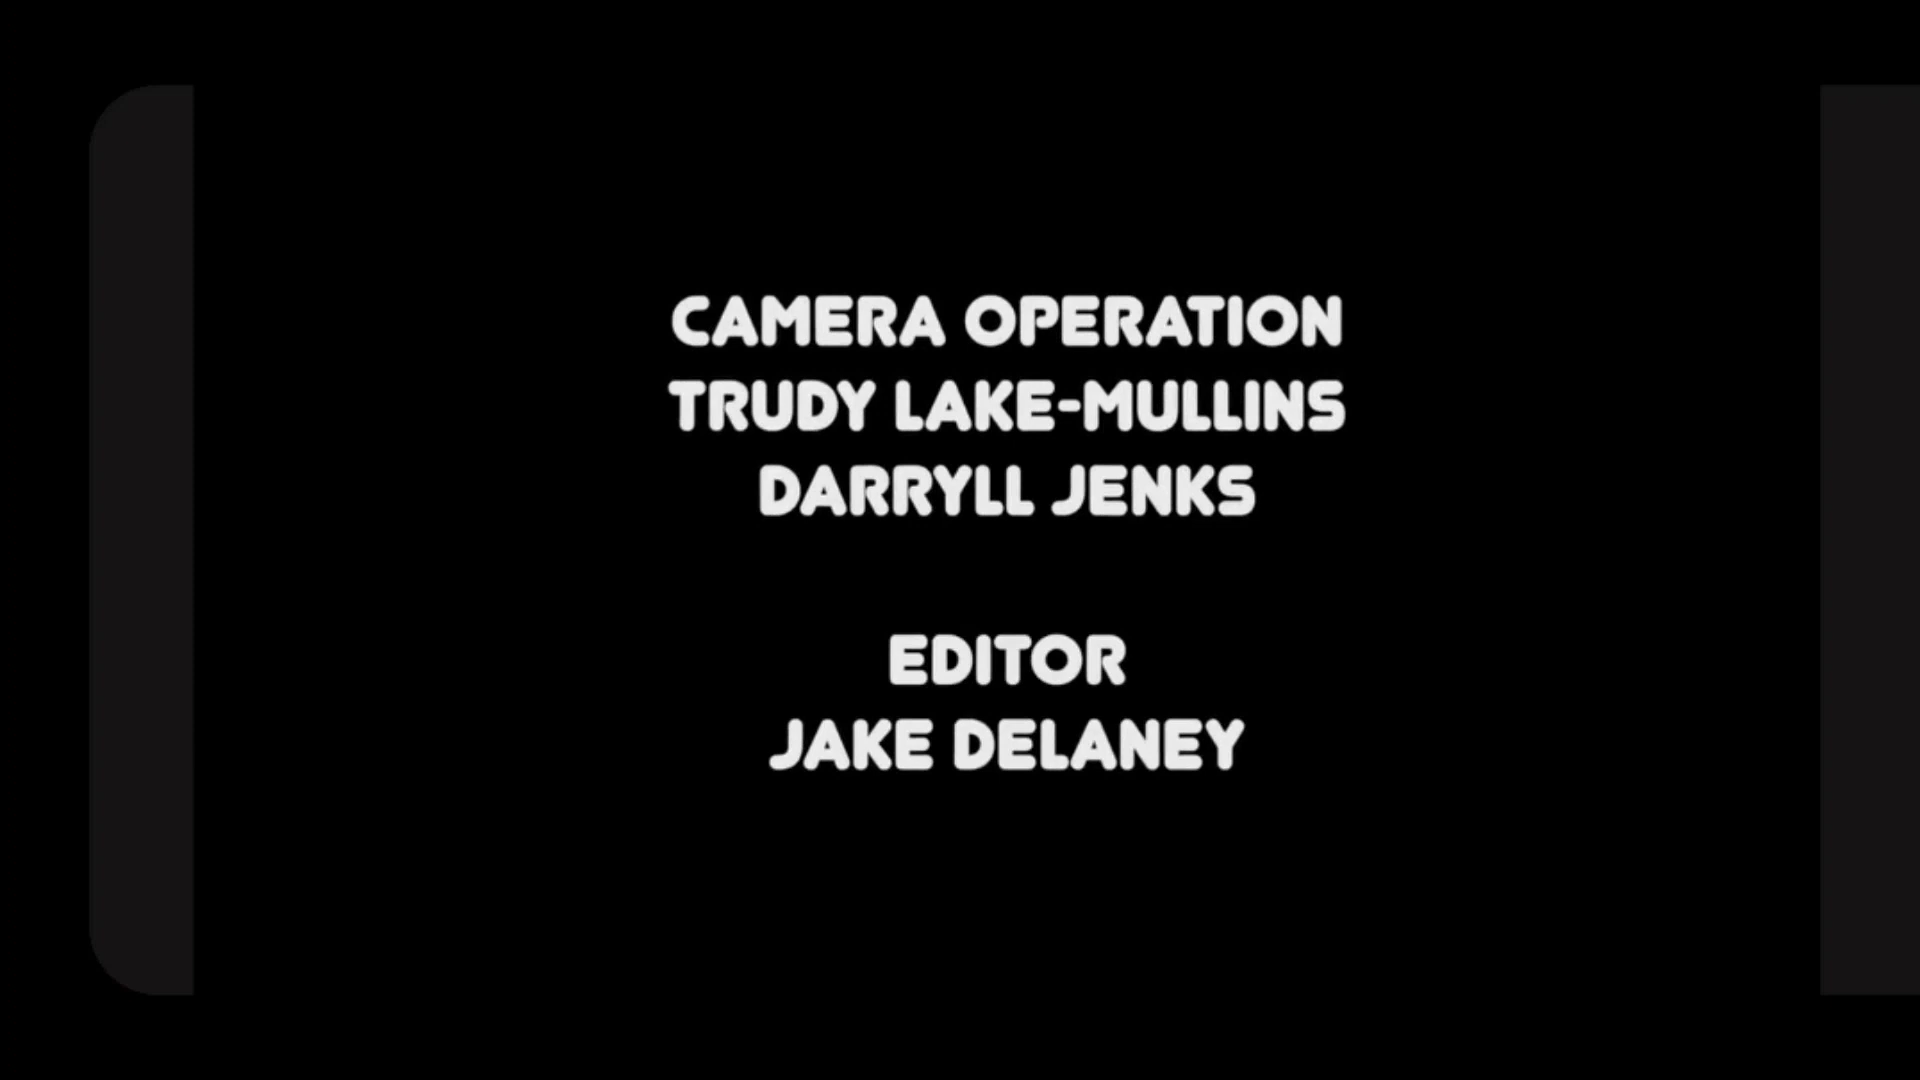 CAMERA OPERATION
TRUDY LAKE-MULLINS
DARRYLL JENKS
EDITOR
JAKE DELANEY